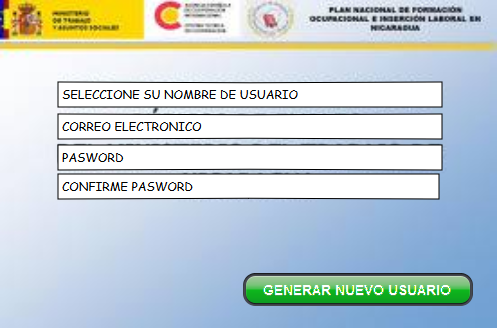 MINISTERIO
DE TRABAJO
Y ASUNTOS SOCIALES
PLAN NACIONAL DE FORMACIÓN
OCUPACIONAL E INSERCIÓN LABORAL EN
NICARAGUA
SELECCIONE SU NOMBRE DE USUARIO
CORREO ELECTRONICO
PASWORD
CONFIRME PASWORD
GENERAR NUEVO USUARIO